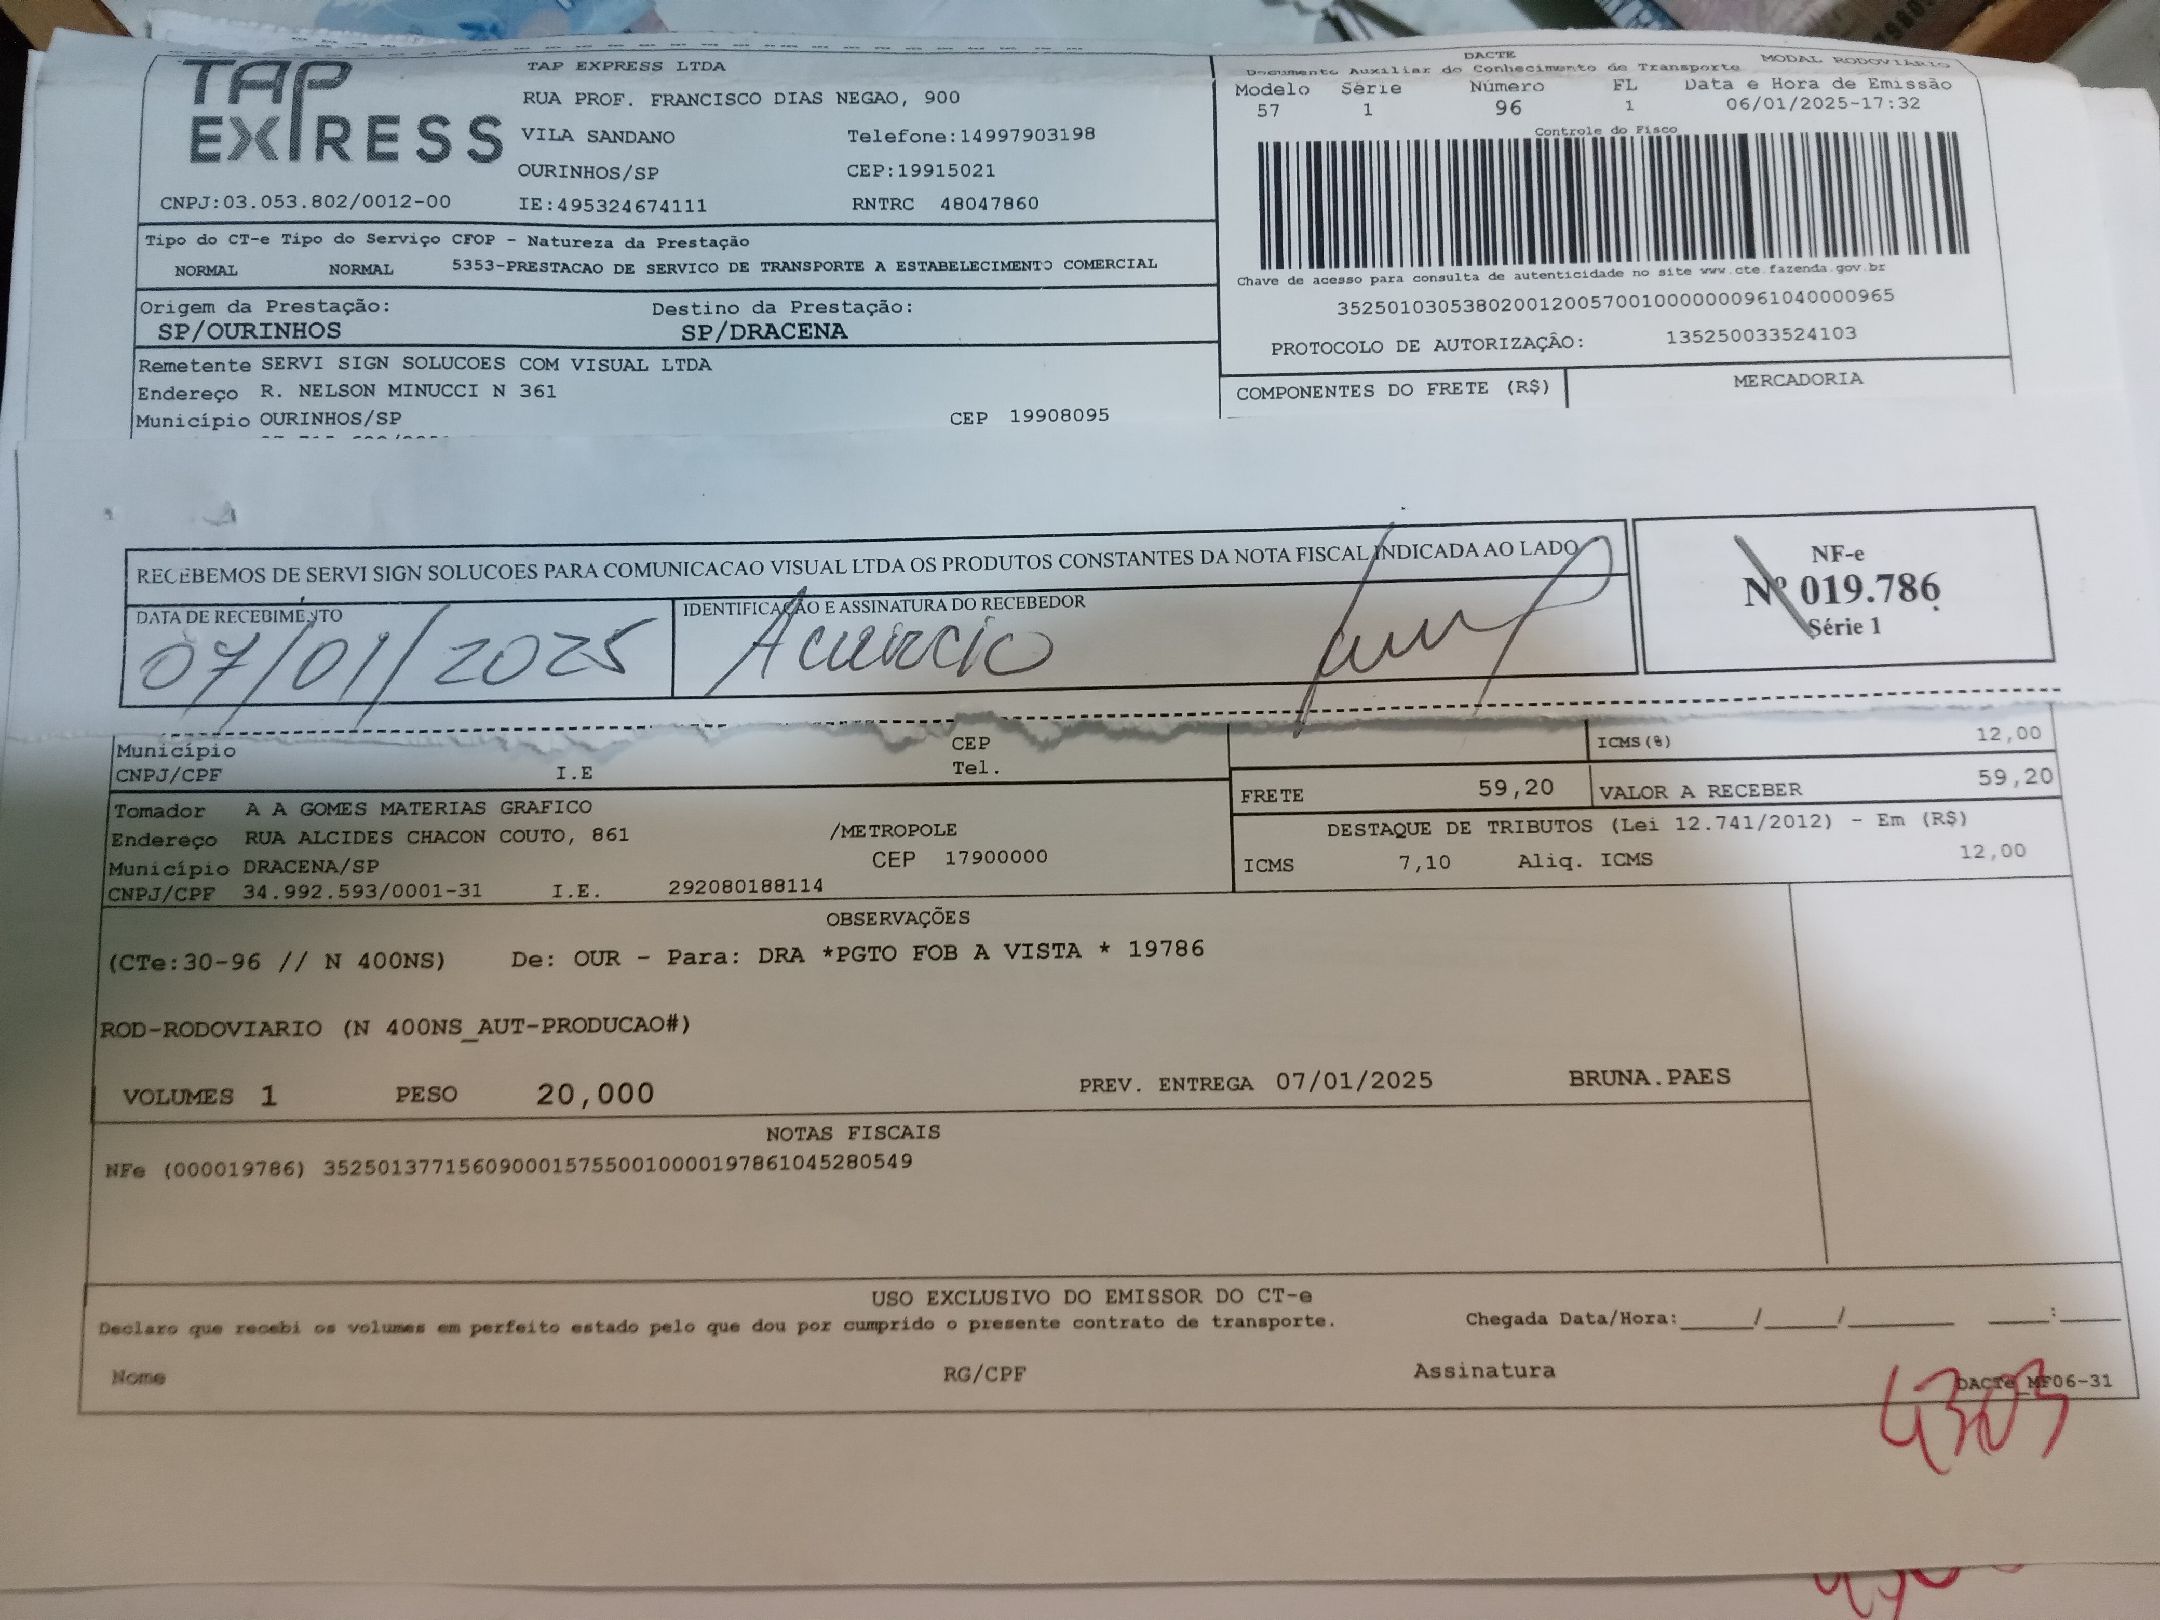 TAP EXPRESS
TAP EXPRESS LTDA
RUA PROF. FRANCISCO DIAS NEGAO, 900
VILA SANDANO Telefone:14997903198
OURINHOS/SP CEP:19915021
CNPJ:03.053.802/0012-00 IE:495324674111 RNTRC 48047860
DACTE MODAL RODOVIARIO
Documento Auxiliar do Conhecimento de Transporte
Modelo Série Número FL Data e Hora de Emissão
57 1 96 1 06/01/2025-17:32
Controle do Fisco
Chave de acesso para consulta de autenticidade no site www.cte.fazenda.gov.br
35250103053802001200570010000000961040000965
PROTOCOLO DE AUTORIZAÇÃO: 135250033524103
Tipo do CT-e Tipo do Serviço CFOP - Natureza da Prestação
NORMAL NORMAL 5353-PRESTACAO DE SERVICO DE TRANSPORTE A ESTABELECIMENTO COMERCIAL
Origem da Prestação: Destino da Prestação:
SP/OURINHOS SP/DRACENA
Remetente SERVI SIGN SOLUCOES COM VISUAL LTDA
Endereço R. NELSON MINUCCI N 361
Município OURINHOS/SP CEP 19908095
COMPONENTES DO FRETE (R$) MERCADORIA
RECEBEMOS DE SERVI SIGN SOLUCOES PARA COMUNICACAO VISUAL LTDA OS PRODUTOS CONSTANTES DA NOTA FISCAL INDICADA AO LADO
DATA DE RECEBIMENTO IDENTIFICAÇÃO E ASSINATURA DO RECEBEDOR
07/01/2025 Acurcio
NF-e
Nº 019.786
Série 1
Município CEP
CNPJ/CPF I.E Tel.
ICMS(%) 12,00
FRETE 59,20 VALOR A RECEBER 59,20
Tomador A A GOMES MATERIAS GRAFICO
Endereço RUA ALCIDES CHACON COUTO, 861 /METROPOLE
Município DRACENA/SP CEP 17900000
CNPJ/CPF 34.992.593/0001-31 I.E. 292080188114
DESTAQUE DE TRIBUTOS (Lei 12.741/2012) - Em (R$)
ICMS 7,10 Aliq. ICMS 12,00
OBSERVAÇÕES
(CTe:30-96 // N 400NS) De: OUR - Para: DRA *PGTO FOB A VISTA * 19786
ROD-RODOVIARIO (N 400NS_AUT-PRODUCAO#)
VOLUMES 1 PESO 20,000 PREV. ENTREGA 07/01/2025 BRUNA.PAES
NOTAS FISCAIS
NFe (000019786) 35250137715609000157550010000197861045280549
USO EXCLUSIVO DO EMISSOR DO CT-e
Declaro que recebi os volumes em perfeito estado pelo que dou por cumprido o presente contrato de transporte. Chegada Data/Hora:_____/_____/_______ ____:____
Nome RG/CPF Assinatura
DACTe_MF06-31
4303